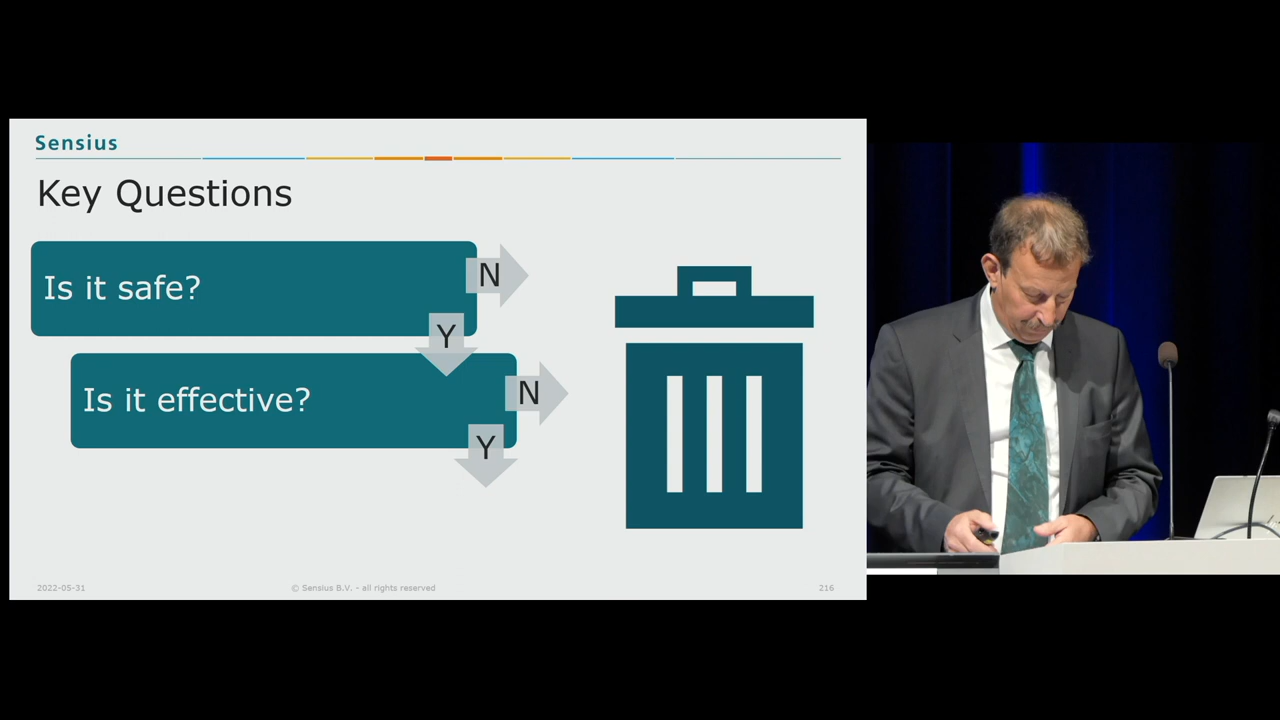 Sensius
Key Questions
Is it safe?
N
Y
Is it effective?
N
Y
2022-05-31
© Sensius B.V. - all rights reserved
216